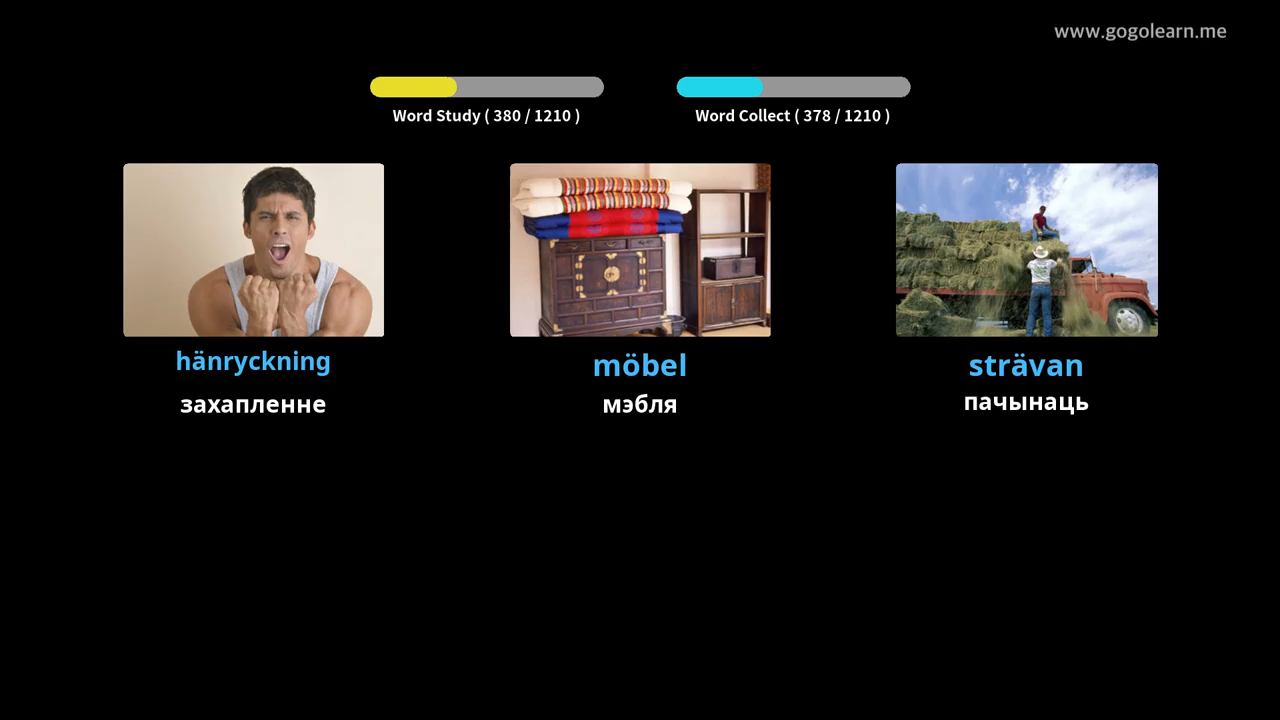 www.gogolearn.me
Word Study ( 380 / 1210 )
Word Collect ( 378 / 1210 )
hänryckning
möbel
strävan
захапленне
мэбля
пачынаць